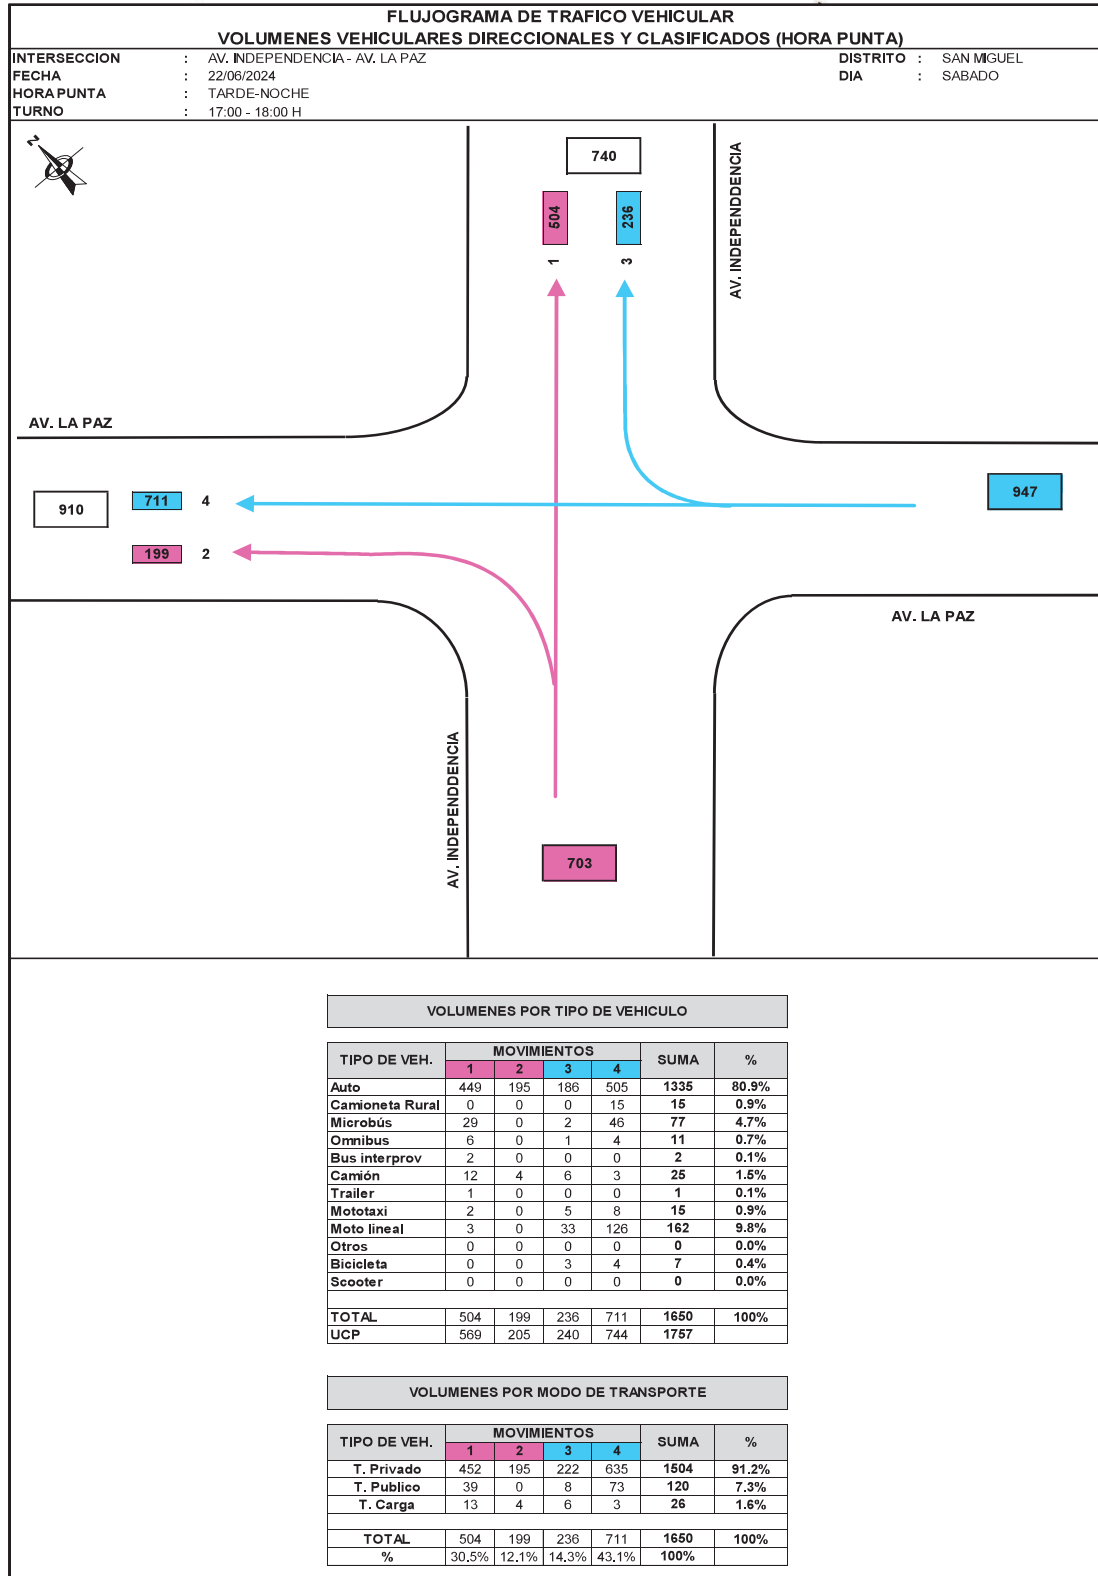 FLUJOGRAMA DE TRAFICO VEHICULAR
VOLUMENES VEHICULARES DIRECCIONALES Y CLASIFICADOS (HORA PUNTA)
INTERSECCION : AV. INDEPENDENCIA - AV. LA PAZ DISTRITO : SAN MIGUEL
FECHA : 22/06/2024 DIA : SABADO
HORA PUNTA : TARDE-NOCHE
TURNO : 17:00 - 18:00 H
N
740
504 236
1 3
AV. INDEPENDDENCIA
AV. LA PAZ
910 711 4
947
199 2
AV. LA PAZ
AV. INDEPENDDENCIA
703
VOLUMENES POR TIPO DE VEHICULO
TIPO DE VEH. MOVIMIENTOS SUMA %
1 2 3 4
Auto 449 195 186 505 1335 80.9%
Camioneta Rural 0 0 0 15 15 0.9%
Microbús 29 0 2 46 77 4.7%
Omnibus 6 0 1 4 11 0.7%
Bus interprov 2 0 0 0 2 0.1%
Camión 12 4 6 3 25 1.5%
Trailer 1 0 0 0 1 0.1%
Mototaxi 2 0 5 8 15 0.9%
Moto lineal 3 0 33 126 162 9.8%
Otros 0 0 0 0 0 0.0%
Bicicleta 0 0 3 4 7 0.4%
Scooter 0 0 0 0 0 0.0%
TOTAL 504 199 236 711 1650 100%
UCP 569 205 240 744 1757
VOLUMENES POR MODO DE TRANSPORTE
TIPO DE VEH. MOVIMIENTOS SUMA %
1 2 3 4
T. Privado 452 195 222 635 1504 91.2%
T. Publico 39 0 8 73 120 7.3%
T. Carga 13 4 6 3 26 1.6%
TOTAL 504 199 236 711 1650 100%
% 30.5% 12.1% 14.3% 43.1% 100%